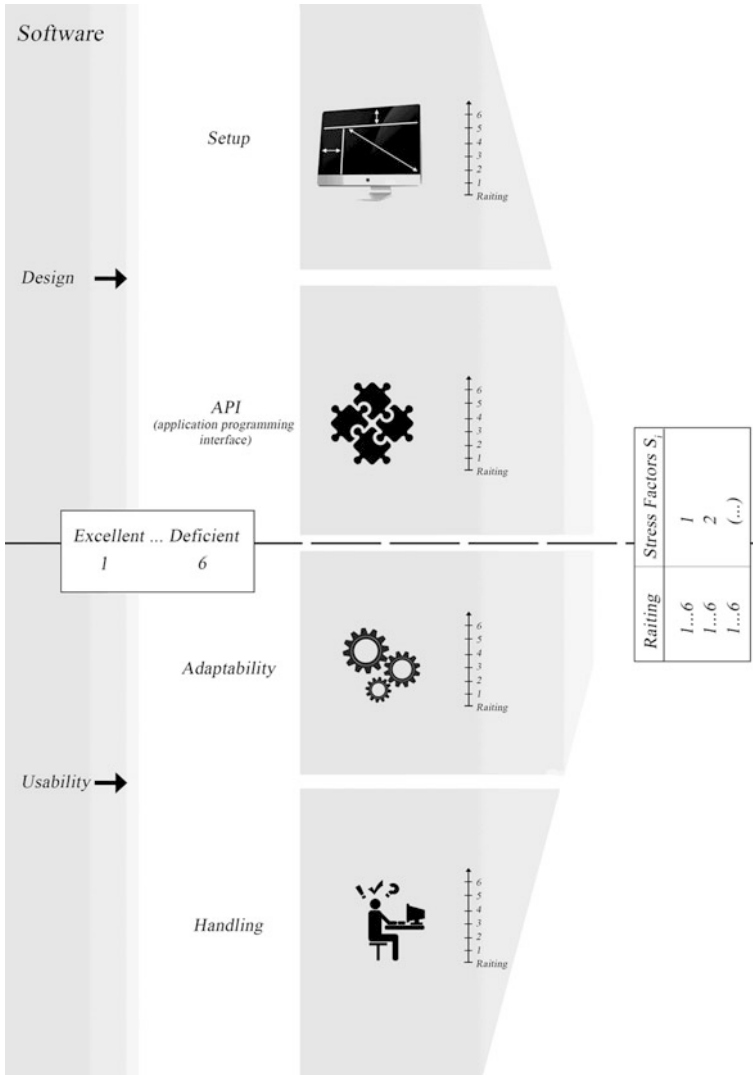 Software
Setup
6
5
4
3
2
1
Raiting
Design
API
(application programming
interface)
6
5
4
3
2
1
Raiting
Excellent ... Deficient
1 6
Raiting Stress Factors S_i
1...6 1
1...6 2
1...6 (...)
Adaptability
6
5
4
3
2
1
Raiting
Usability
Handling
6
5
4
3
2
1
Raiting